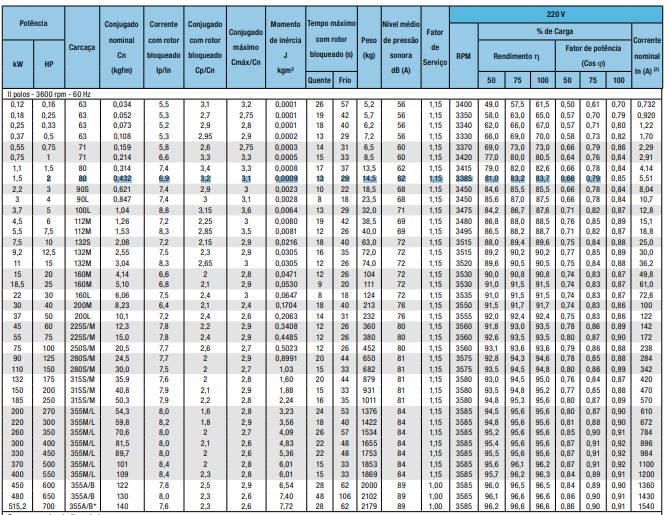 Potência Carcaça Conjugado nominal Cn (kgfm) Corrente com rotor bloqueado Ip/In Conjugado com rotor bloqueado Cp/Cn Conjugado máximo Cmáx/Cn Momento de inércia J kgm² Tempo máximo com rotor bloqueado (s) Peso (kg) Nível médio de pressão sonora dB (A) Fator de Serviço 220 V
RPM % de Carga Corrente nominal In (A)
Rendimento η Fator de potência (Cos φ)
kW HP Quente Frio 50 75 100 50 75 100
II polos - 3600 rpm - 60 Hz
0,12 0,16 63 0,034 5,5 3,1 3,2 0,0001 26 57 5,2 56 1,15 3400 49,0 57,5 61,5 0,50 0,61 0,70 0,732
0,18 0,25 63 0,052 5,7 2,7 2,75 0,0001 19 42 5,7 56 1,15 3350 58,0 63,0 65,0 0,57 0,70 0,79 0,920
0,25 0,33 63 0,073 5,2 2,9 2,8 0,0001 18 40 6,2 56 1,15 3340 62,0 66,0 67,0 0,57 0,71 0,80 1,22
0,37 0,5 63 0,108 5,3 2,95 2,9 0,0002 13 29 7,2 56 1,15 3330 66,0 69,0 70,0 0,58 0,73 0,82 1,70
0,55 0,75 71 0,159 5,8 2,6 2,75 0,0003 14 31 6,5 60 1,15 3370 69,0 73,0 73,0 0,66 0,79 0,86 2,29
0,75 1 71 0,214 6,6 3,3 3,3 0,0005 15 33 8,5 60 1,15 3420 77,0 81,0 80,5 0,64 0,76 0,84 2,91
1,1 1,5 80 0,314 7,4 3,4 3,3 0,0008 17 37 13,5 62 1,15 3415 79,0 82,0 82,6 0,66 0,78 0,84 4,14
1,5 2 80 0,432 6,9 3,2 3,1 0,0009 13 29 14,5 62 1,15 3385 81,0 83,2 83,7 0,66 0,79 0,85 5,51
2,2 3 90S 0,621 7,4 2,9 3 0,0023 10 22 18,5 68 1,15 3450 84,6 85,5 85,5 0,66 0,78 0,84 8,04
3 4 90L 0,847 7,4 3 3,1 0,0028 8 18 23,5 68 1,15 3450 85,6 87,0 87,5 0,68 0,78 0,84 10,7
3,7 5 100L 1,04 8,8 3,15 3,6 0,0064 13 29 32,0 71 1,15 3475 84,2 86,7 87,6 0,71 0,82 0,87 12,8
4,5 6 112M 1,26 7,2 2,25 3 0,0080 19 42 38,5 69 1,15 3480 86,8 88,0 88,5 0,76 0,85 0,89 15,1
5,5 7,5 112M 1,53 8,3 2,85 3,5 0,0081 12 26 40,0 69 1,15 3495 86,5 88,2 88,7 0,71 0,82 0,87 18,8
7,5 10 132S 2,08 7,2 2,15 2,9 0,0216 18 40 63,0 72 1,15 3515 88,0 89,4 89,6 0,75 0,84 0,88 25,0
9,2 12,5 132M 2,55 7,5 2,3 2,9 0,0305 16 35 72,0 72 1,15 3515 89,2 90,2 90,2 0,77 0,85 0,89 30,0
11 15 132M 3,04 8,3 2,65 3 0,0305 12 26 74,0 72 1,15 3520 89,6 90,5 90,5 0,75 0,84 0,88 36,2
15 20 160M 4,14 6,6 2 2,8 0,0471 12 26 104 72 1,15 3530 90,0 90,8 90,8 0,74 0,83 0,87 49,8
18,5 25 160M 5,10 6,8 2,1 2,8 0,0530 9 20 111 72 1,15 3530 91,0 91,5 91,5 0,74 0,83 0,87 61,0
22 30 160L 6,06 7,5 2,4 3 0,0647 8 18 124 72 1,15 3535 91,0 91,5 91,5 0,74 0,83 0,87 72,6
30 40 200M 8,23 6,4 2,1 2,4 0,1704 18 40 213 76 1,15 3550 91,5 91,7 91,7 0,74 0,83 0,86 100
37 50 200L 10,1 7,2 2,4 2,6 0,2063 14 31 232 76 1,15 3555 92,0 92,4 92,4 0,75 0,83 0,86 122
45 60 225S/M 12,3 7,8 2,2 2,9 0,3408 12 26 360 80 1,15 3560 91,8 93,0 93,5 0,78 0,85 0,86 142
55 75 225S/M 15,0 7,8 2,4 2,9 0,4485 12 26 380 80 1,15 3560 92,6 93,5 93,5 0,80 0,87 0,90 172
75 100 250S/M 20,5 7,7 2,6 2,7 0,5023 12 26 452 80 1,15 3560 93,1 93,6 93,6 0,79 0,86 0,88 238
90 125 280S/M 24,5 7,7 2 2,9 0,8991 20 44 650 81 1,15 3575 92,8 94,3 94,6 0,78 0,85 0,88 284
110 150 280S/M 30,0 7,5 2 2,7 1,03 15 33 682 81 1,15 3575 93,5 94,5 94,8 0,80 0,86 0,89 342
132 175 315S/M 35,9 7,6 2 2,8 1,60 20 44 879 81 1,15 3580 93,0 94,5 95,0 0,76 0,84 0,87 420
150 200 315S/M 40,8 7,9 2,1 2,9 1,88 15 33 931 81 1,15 3580 93,5 94,8 95,2 0,77 0,85 0,88 470
185 250 315S/M 50,3 7,9 2,2 2,8 2,24 16 35 1011 81 1,15 3580 94,5 95,3 95,7 0,80 0,87 0,89 570
200 270 355M/L 54,3 8,0 1,6 2,8 3,23 24 53 1376 84 1,15 3585 94,5 95,6 95,6 0,80 0,87 0,90 610
220 300 355M/L 59,8 8,2 1,8 2,9 3,56 18 40 1422 84 1,15 3585 94,8 95,6 95,6 0,81 0,88 0,90 672
260 350 355M/L 70,6 8,0 2 2,7 4,09 26 57 1534 84 1,15 3585 95,2 95,6 95,6 0,85 0,90 0,91 784
300 400 355M/L 81,5 8,0 2,1 2,6 4,83 22 48 1655 84 1,15 3585 95,4 95,6 95,6 0,87 0,91 0,92 896
330 450 355M/L 89,7 8,0 2 2,6 5,36 22 48 1753 84 1,15 3585 95,5 95,6 95,6 0,87 0,91 0,92 984
370 500 355M/L 101 8,4 2 2,8 6,01 15 33 1853 84 1,15 3585 95,6 96,1 96,2 0,87 0,91 0,92 1100
400 550 355M/L 109 8,4 2,3 2,8 6,01 15 33 1869 84 1,15 3585 95,7 96,2 96,3 0,84 0,89 0,91 1200
450 600 355A/B 122 7,8 2,5 2,9 6,54 28 62 2000 89 1,00 3585 96,0 96,6 96,6 0,86 0,90 0,90 1360
480 650 355A/B 130 8,0 2,3 2,6 7,40 48 106 2102 89 1,00 3585 96,1 96,6 96,6 0,86 0,89 0,91 1430
515,2 700 355A/B* 140 7,6 2,3 2,6 7,72 28 62 2179 89 1,00 3585 96,2 96,6 96,6 0,86 0,90 0,91 1540